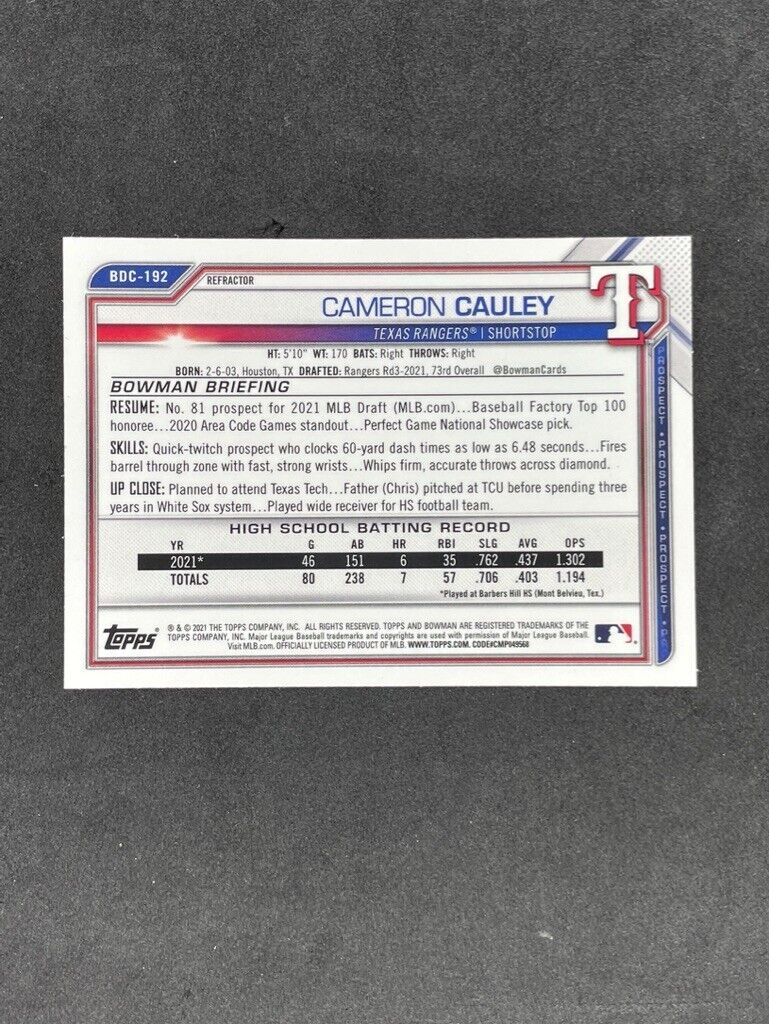 BDC-192
REFRACTOR
CAMERON CAULEY
TEXAS RANGERS® | SHORTSTOP
T
HT: 5'10" WT: 170 BATS: Right THROWS: Right
BORN: 2-6-03, Houston, TX DRAFTED: Rangers Rd3-2021, 73rd Overall @BowmanCards
BOWMAN BRIEFING
RESUME: No. 81 prospect for 2021 MLB Draft (MLB.com)...Baseball Factory Top 100
honoree...2020 Area Code Games standout...Perfect Game National Showcase pick.
SKILLS: Quick-twitch prospect who clocks 60-yard dash times as low as 6.48 seconds...Fires
barrel through zone with fast, strong wrists...Whips firm, accurate throws across diamond.
UP CLOSE: Planned to attend Texas Tech...Father (Chris) pitched at TCU before spending three
years in White Sox system...Played wide receiver for HS football team.
HIGH SCHOOL BATTING RECORD
YR G AB HR RBI SLG AVG OPS
2021* 46 151 6 35 .762 .437 1.302
TOTALS 80 238 7 57 .706 .403 1.194
*Played at Barbers Hill HS (Mont Belvieu, Tex.)
PROSPECT • PROSPECT • PROSPECT • PR
Topps
® & © 2021 THE TOPPS COMPANY, INC. ALL RIGHTS RESERVED. TOPPS AND BOWMAN ARE REGISTERED TRADEMARKS OF THE
TOPPS COMPANY, INC. Major League Baseball trademarks and copyrights are used with permission of Major League Baseball.
Visit MLB.com. OFFICIALLY LICENSED PRODUCT OF MLB. WWW.TOPPS.COM. CODE#CMP049568